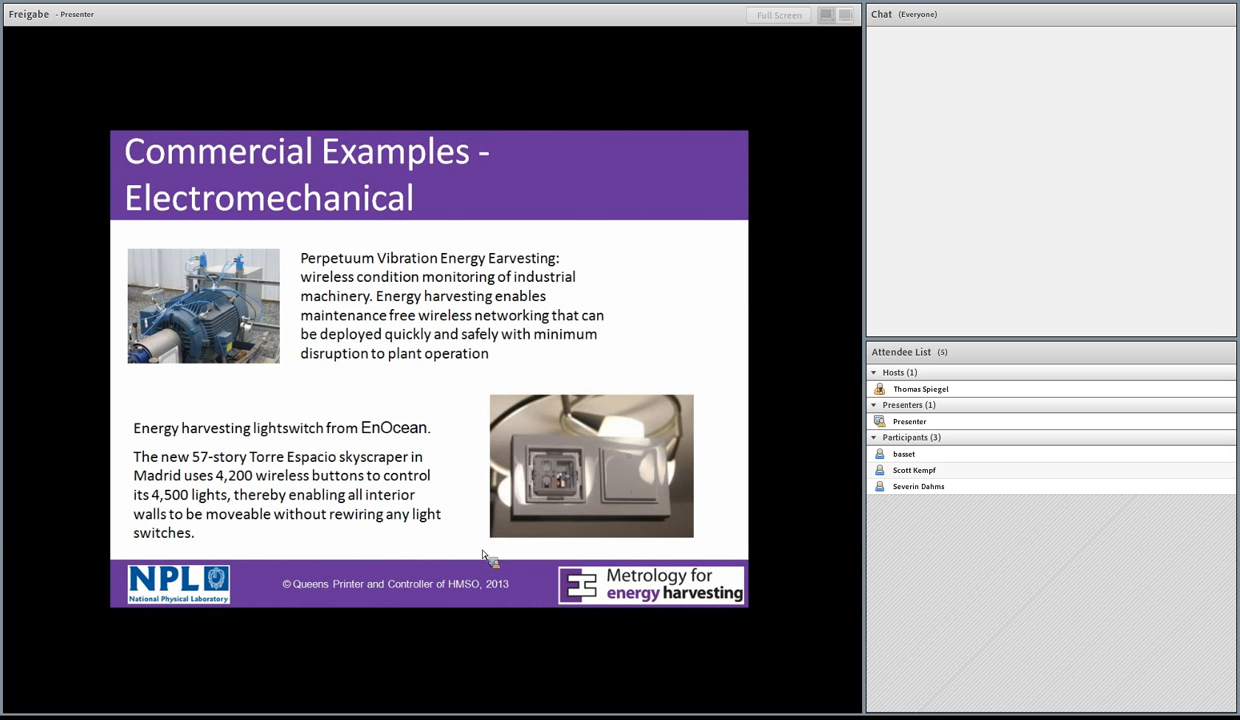 Freigabe - Presenter
Full Screen
Commercial Examples -
Electromechanical
Perpetuum Vibration Energy Earvesting:
wireless condition monitoring of industrial
machinery. Energy harvesting enables
maintenance free wireless networking that can
be deployed quickly and safely with minimum
disruption to plant operation
Energy harvesting lightswitch from EnOcean.
The new 57-story Torre Espacio skyscraper in
Madrid uses 4,200 wireless buttons to control
its 4,500 lights, thereby enabling all interior
walls to be moveable without rewiring any light
switches.
NPL
National Physical Laboratory
© Queens Printer and Controller of HMSO, 2013
Metrology for
energy harvesting
Chat (Everyone)
Attendee List (5)
Hosts (1)
Thomas Spiegel
Presenters (1)
Presenter
Participants (3)
basset
Scott Kempf
Severin Dahms